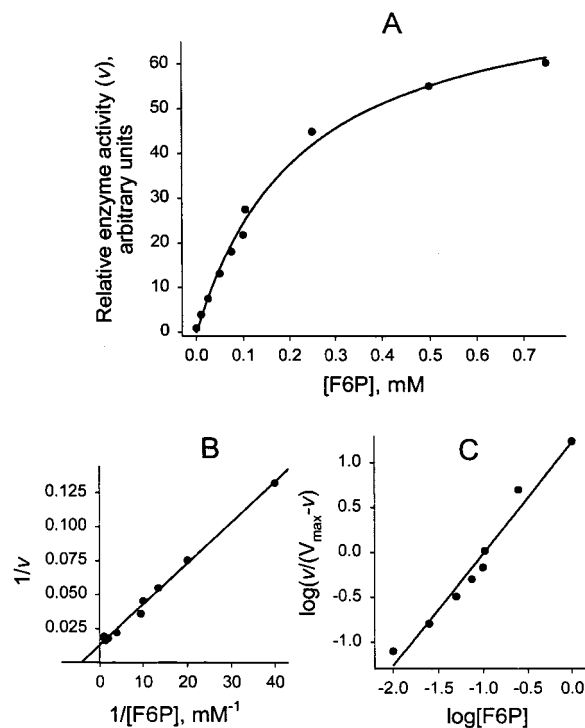 A
Relative enzyme activity (v),
arbitrary units
60
50
40
30
20
10
0
0.0 0.1 0.2 0.3 0.4 0.5 0.6 0.7
[F6P], mM
B
1/v
0.125
0.100
0.075
0.050
0.025
0 10 20 30 40
1/[F6P], mM⁻¹
C
log(v/(Vmax-v)
1.0
0.5
0.0
-0.5
-1.0
-2.0 -1.5 -1.0 -0.5 0.0
log[F6P]